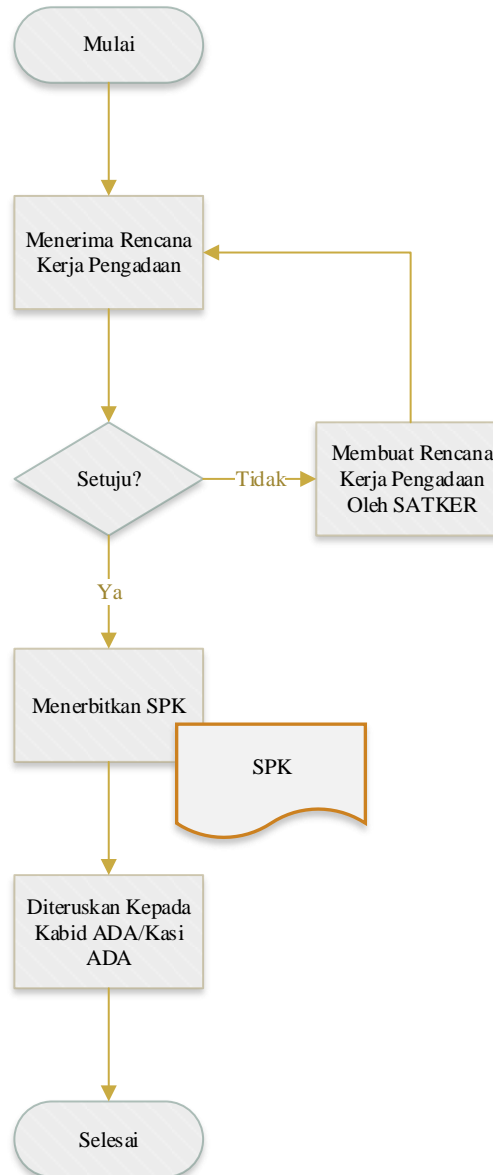 Mulai
Menerima Rencana
Kerja Pengadaan
Setuju?
Tidak
Membuat Rencana
Kerja Pengadaan
Oleh SATKER
Ya
Menerbitkan SPK
SPK
Diteruskan Kepada
Kabid ADA/Kasi
ADA
Selesai